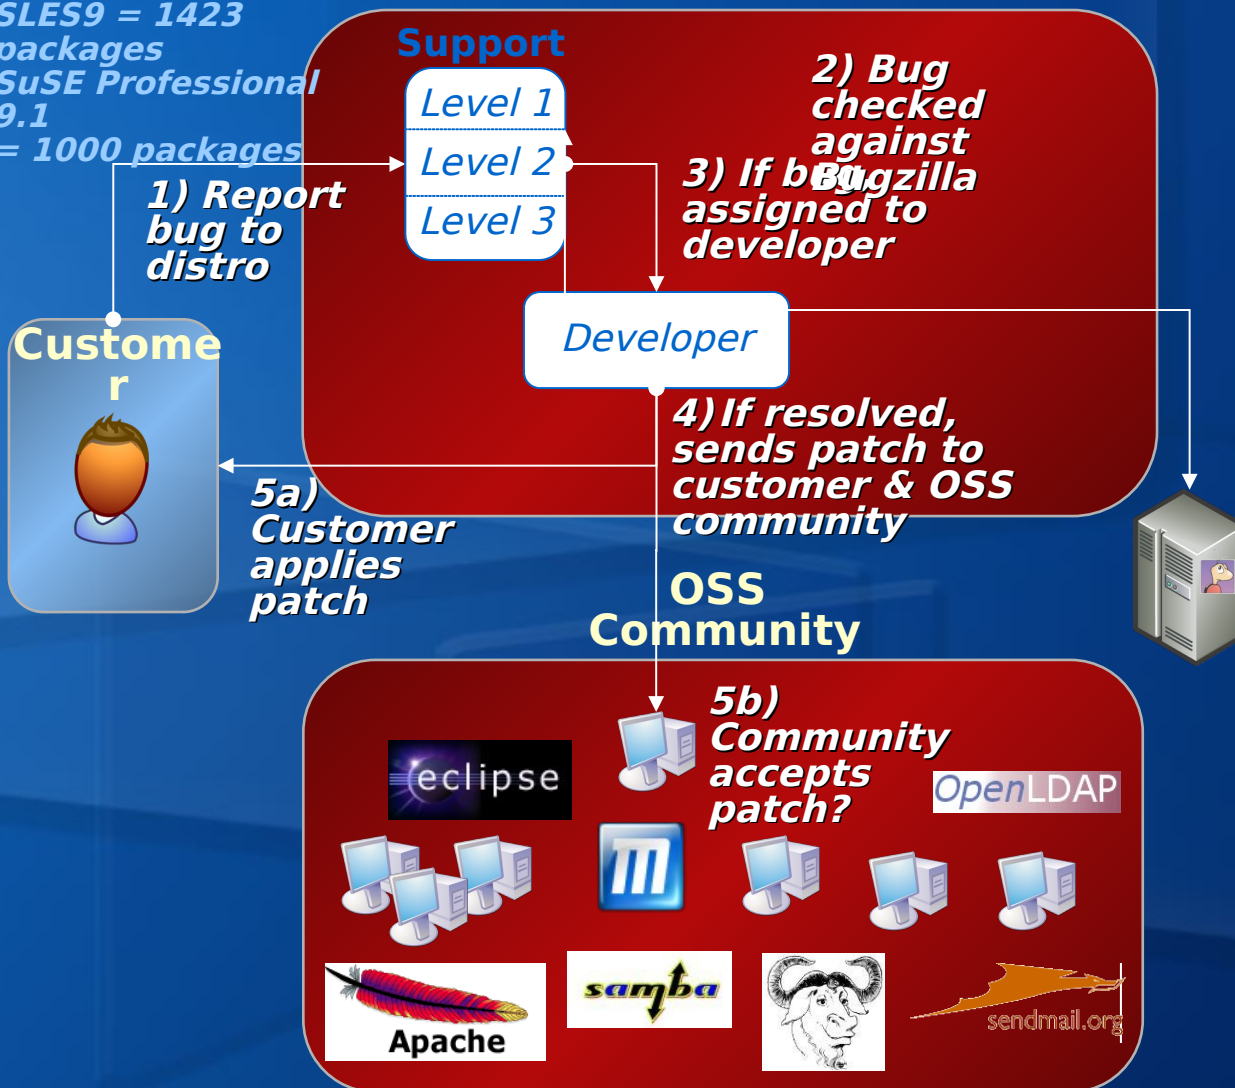 SLES9 = 1423
packages
SuSE Professional
9.1
= 1000 packages
Support
Level 1
Level 2
Level 3
1) Report
bug to
distro
2) Bug
checked
against
Bugzilla
3) If bug,
assigned to
developer
Custome
r
Developer
4) If resolved,
sends patch to
customer & OSS
community
5a)
Customer
applies
patch
OSS
Community
5b)
Community
accepts
patch?
eclipse
OpenLDAP
m
Apache
samba
sendmail.org